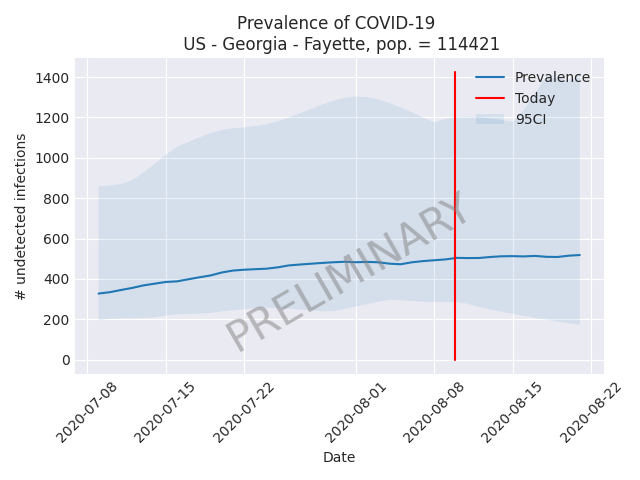 Prevalence of COVID-19
US - Georgia - Fayette, pop. = 114421
# undetected infections
1400
1200
1000
800
600
400
200
0
Prevalence
Today
95CI
PRELIMINARY
2020-07-08
2020-07-15
2020-07-22
2020-08-01
2020-08-08
2020-08-15
2020-08-22
Date